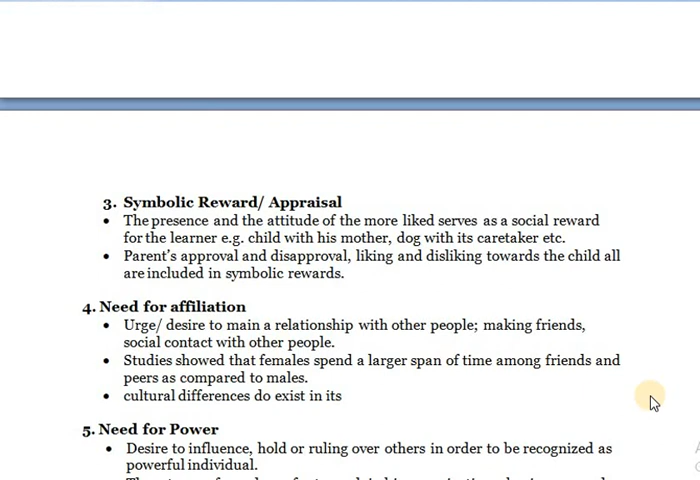 3. Symbolic Reward/ Appraisal
• The presence and the attitude of the more liked serves as a social reward
for the learner e.g. child with his mother, dog with its caretaker etc.
• Parent's approval and disapproval, liking and disliking towards the child all
are included in symbolic rewards.
4. Need for affiliation
• Urge/ desire to main a relationship with other people; making friends,
social contact with other people.
• Studies showed that females spend a larger span of time among friends and
peers as compared to males.
• cultural differences do exist in its
5. Need for Power
• Desire to influence, hold or ruling over others in order to be recognized as
powerful individual.